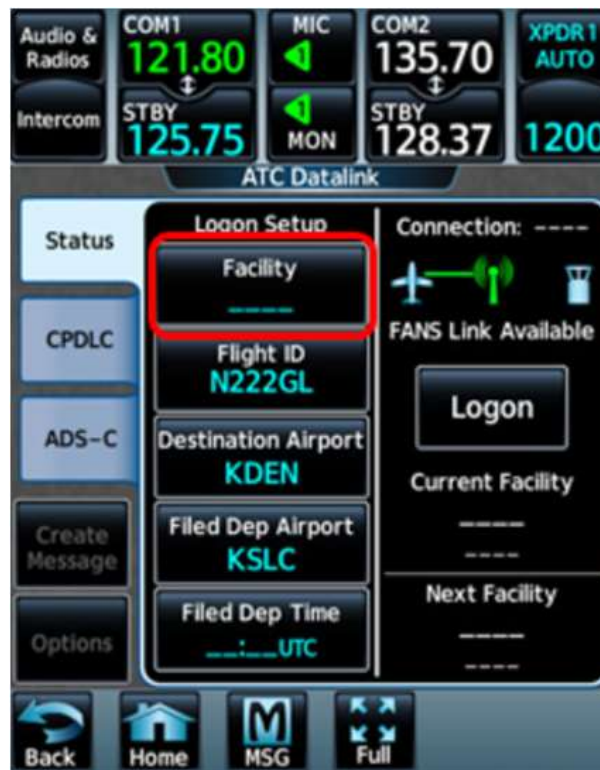 Audio &
Radios
COM1
121.80
MIC
COM2
135.70
XPDR1
AUTO
Intercom
STBY
125.75
MON
STBY
128.37
1200
ATC Datalink
Status
CPDLC
ADS-C
Create
Message
Options
Logon Setup
Facility
----
Flight ID
N222GL
Destination Airport
KDEN
Filed Dep Airport
KSLC
Filed Dep Time
__:__UTC
Connection: ----
FANS Link Available
Logon
Current Facility
----
----
Next Facility
----
----
Back
Home
MSG
Full